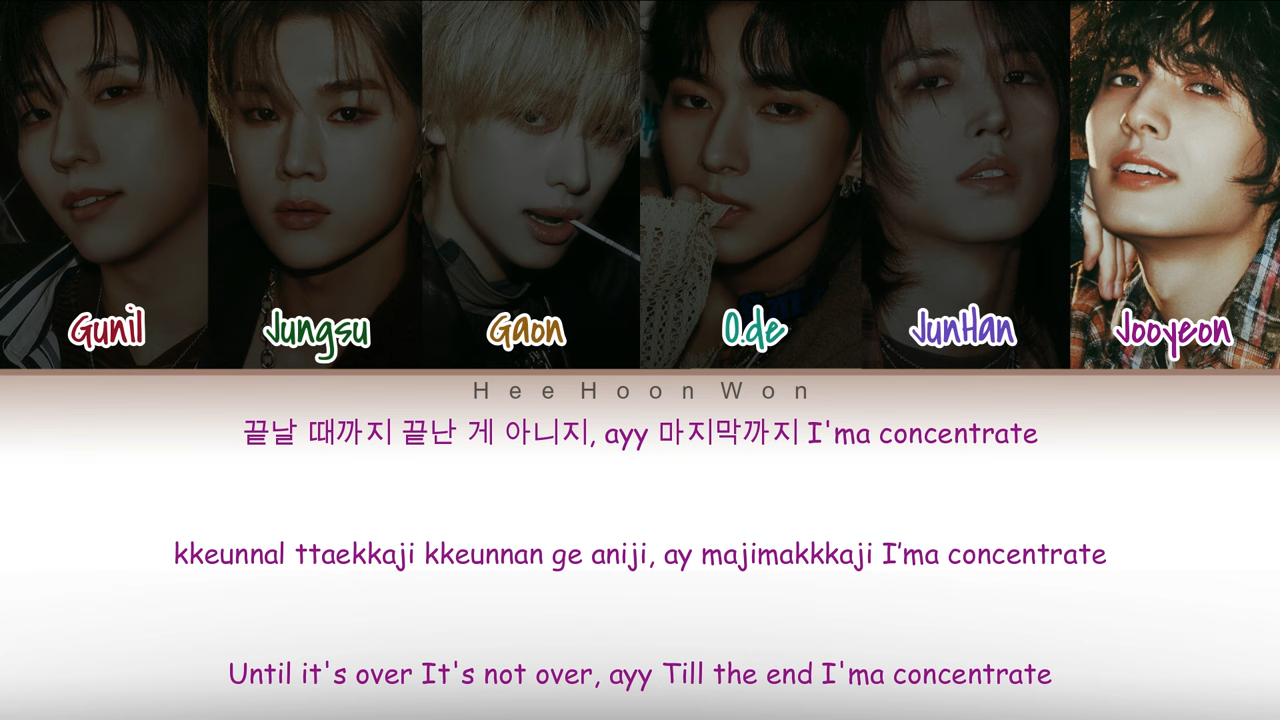 Gunil Jungsu Gaon O.de JunHan Jooyeon
HeeHoonWon
끝날 때까지 끝난 게 아니지, ayy 마지막까지 I'ma concentrate
kkeunnal ttaekkaji kkeunnan ge aniji, ay majimakkkaji I’ma concentrate
Until it's over It's not over, ayy Till the end I'ma concentrate